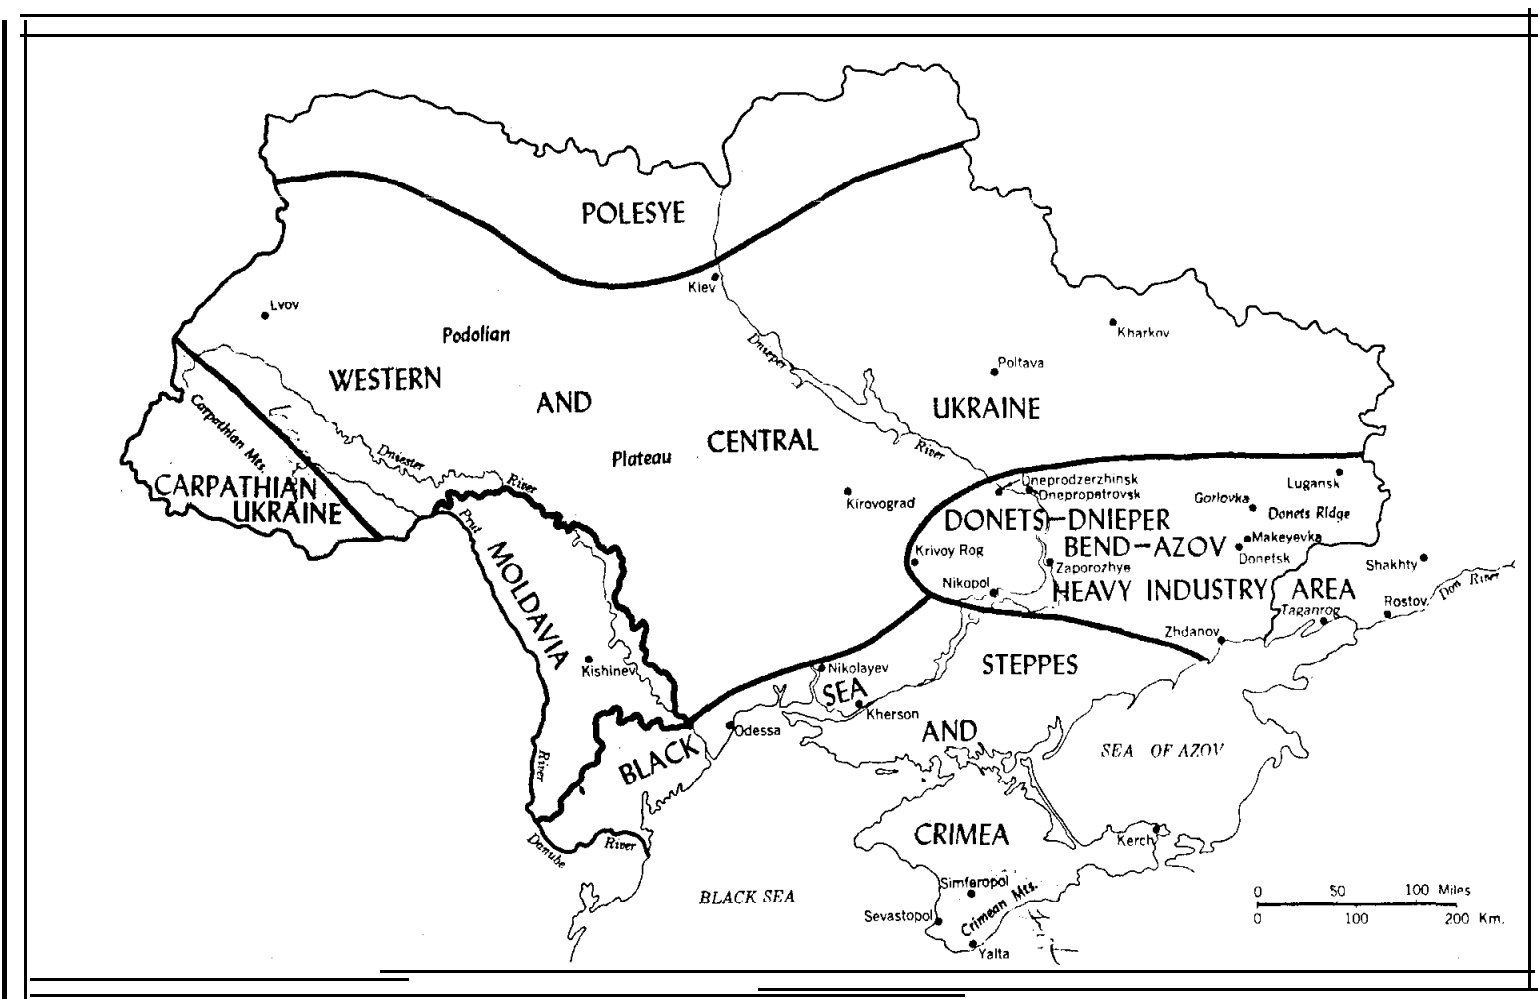 POLESYE
Kiev
Lvov
Podolian
Kharkov
Dnieper
Poltava
WESTERN
AND
UKRAINE
Carpathian Mts.
CENTRAL
Plateau
Dniester
River
River
Dneprodzerzhinsk
Dnepropetrovsk
Lugansk
CARPATHIAN
UKRAINE
Kirovograd
Gorlovka
Donets Ridge
Prut
DONETS-DNIEPER
BEND-AZOV
Makeyevka
Donetsk
Krivoy Rog
Zaporozhye
Shakhty
MOLDAVIA
Nikopol
HEAVY INDUSTRY AREA
Don River
Taganrog
Rostov
Zhdanov
Kishinev
Nikolayev
STEPPES
SEA
Kherson
Odessa
AND
BLACK
SEA OF AZOV
River
CRIMEA
Kerch
Danube
River
BLACK SEA
Simferopol
Crimean Mts.
Sevastopol
Yalta
0 50 100 Miles
0 100 200 Km.